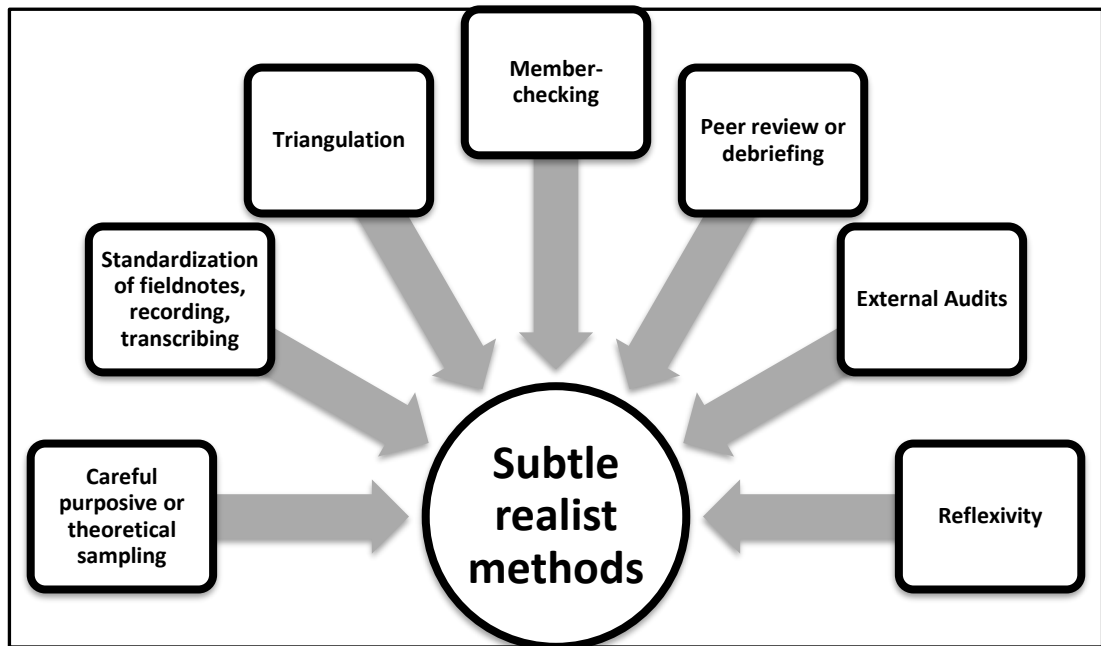 Member-
checking
Triangulation
Peer review or
debriefing
Standardization
of fieldnotes,
recording,
transcribing
External Audits
Careful
purposive or
theoretical
sampling
Subtle
realist
methods
Reflexivity